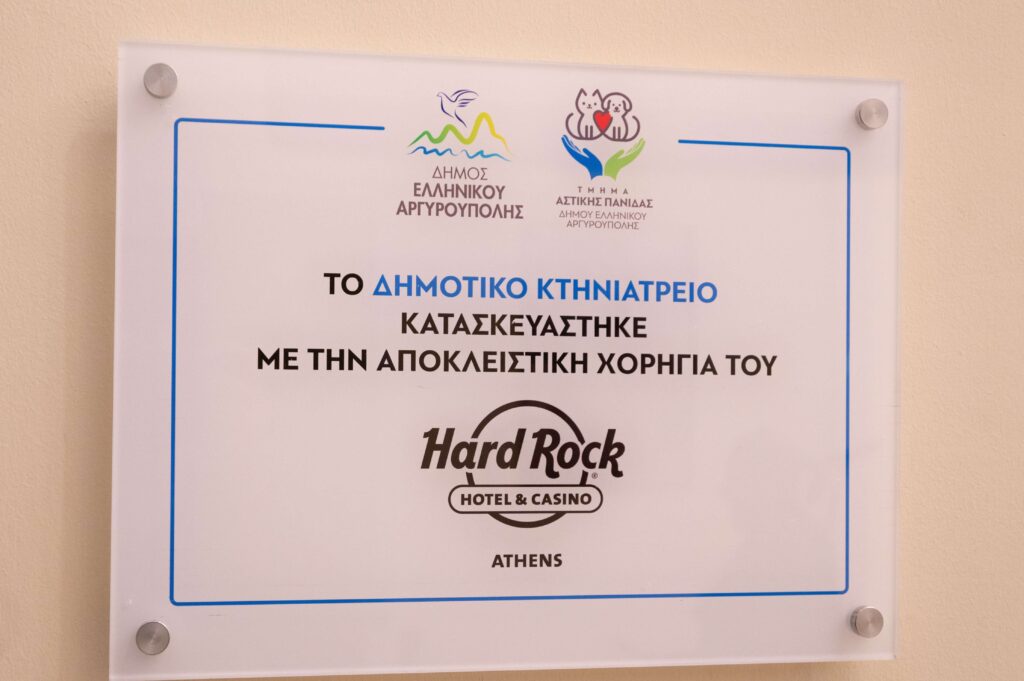 ΔΗΜΟΣ
ΕΛΛΗΝΙΚΟΥ
ΑΡΓΥΡΟΥΠΟΛΗΣ
ΤΜΗΜΑ
ΑΣΤΙΚΗΣ ΠΑΝΙΔΑΣ
ΔΗΜΟΥ ΕΛΛΗΝΙΚΟΥ
ΑΡΓΥΡΟΥΠΟΛΗΣ
ΤΟ ΔΗΜΟΤΙΚΟ ΚΤΗΝΙΑΤΡΕΙΟ
ΚΑΤΑΣΚΕΥΑΣΤΗΚΕ
ΜΕ ΤΗΝ ΑΠΟΚΛΕΙΣΤΙΚΗ ΧΟΡΗΓΙΑ ΤΟΥ
Hard Rock®
HOTEL & CASINO
ATHENS